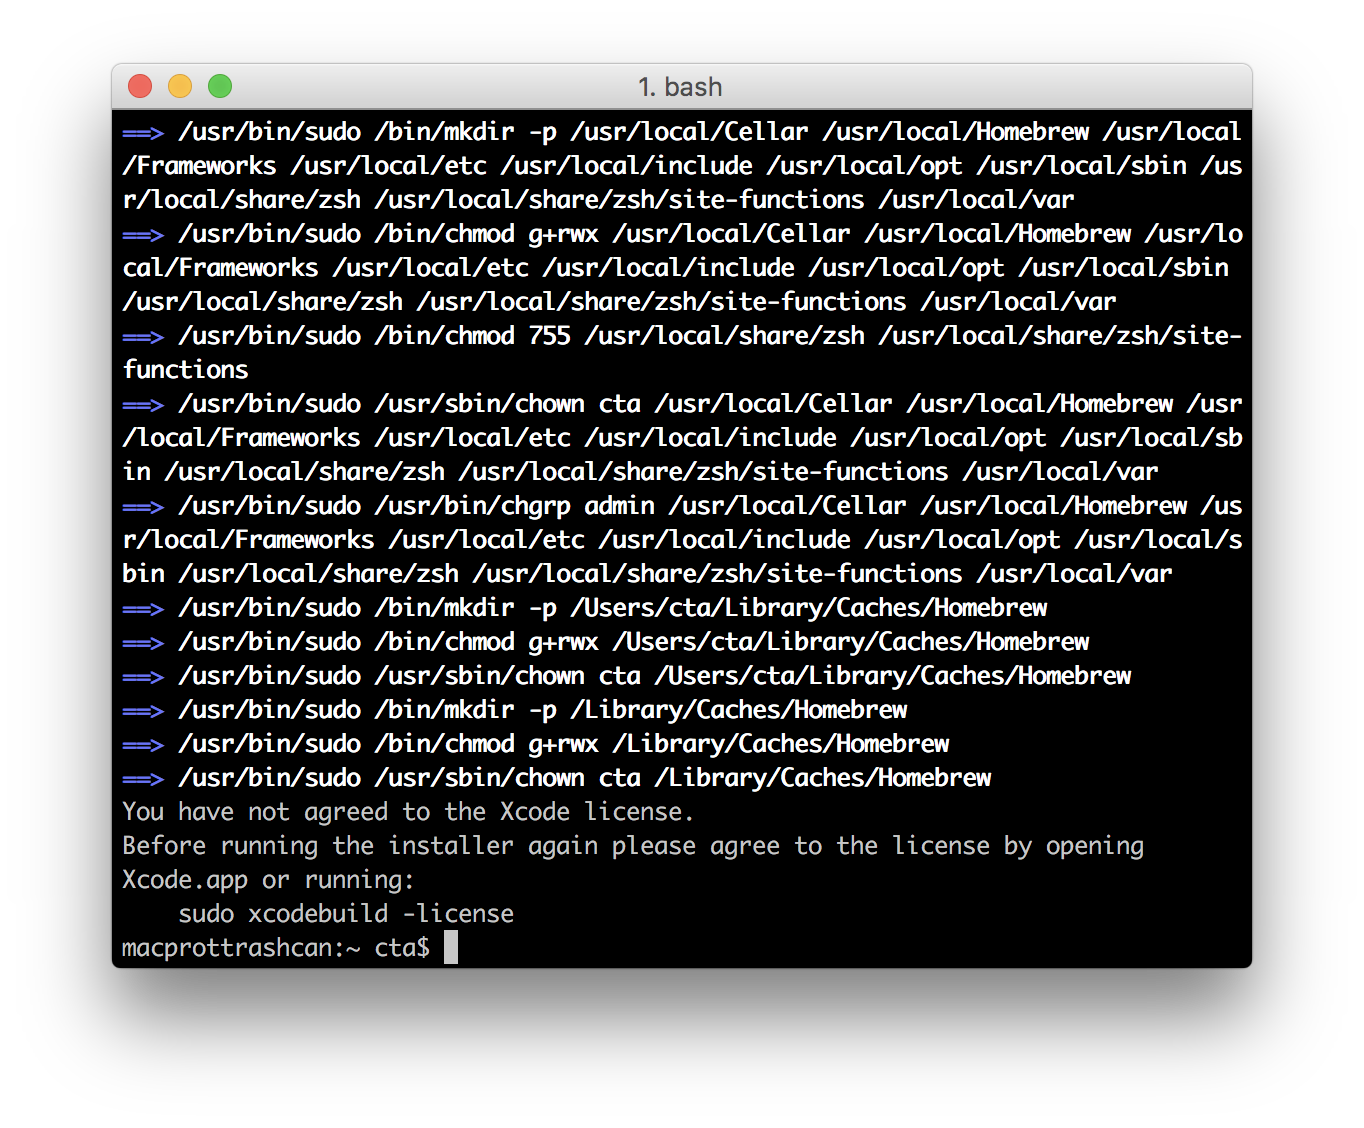 1. bash
==> /usr/bin/sudo /bin/mkdir -p /usr/local/Cellar /usr/local/Homebrew /usr/local
/Frameworks /usr/local/etc /usr/local/include /usr/local/opt /usr/local/sbin /us
r/local/share/zsh /usr/local/share/zsh/site-functions /usr/local/var
==> /usr/bin/sudo /bin/chmod g+rwx /usr/local/Cellar /usr/local/Homebrew /usr/lo
cal/Frameworks /usr/local/etc /usr/local/include /usr/local/opt /usr/local/sbin
/usr/local/share/zsh /usr/local/share/zsh/site-functions /usr/local/var
==> /usr/bin/sudo /bin/chmod 755 /usr/local/share/zsh /usr/local/share/zsh/site-
functions
==> /usr/bin/sudo /usr/sbin/chown cta /usr/local/Cellar /usr/local/Homebrew /usr
/local/Frameworks /usr/local/etc /usr/local/include /usr/local/opt /usr/local/sb
in /usr/local/share/zsh /usr/local/share/zsh/site-functions /usr/local/var
==> /usr/bin/sudo /usr/bin/chgrp admin /usr/local/Cellar /usr/local/Homebrew /us
r/local/Frameworks /usr/local/etc /usr/local/include /usr/local/opt /usr/local/s
bin /usr/local/share/zsh /usr/local/share/zsh/site-functions /usr/local/var
==> /usr/bin/sudo /bin/mkdir -p /Users/cta/Library/Caches/Homebrew
==> /usr/bin/sudo /bin/chmod g+rwx /Users/cta/Library/Caches/Homebrew
==> /usr/bin/sudo /usr/sbin/chown cta /Users/cta/Library/Caches/Homebrew
==> /usr/bin/sudo /bin/mkdir -p /Library/Caches/Homebrew
==> /usr/bin/sudo /bin/chmod g+rwx /Library/Caches/Homebrew
==> /usr/bin/sudo /usr/sbin/chown cta /Library/Caches/Homebrew
You have not agreed to the Xcode license.
Before running the installer again please agree to the license by opening
Xcode.app or running:
    sudo xcodebuild -license
macprottrashcan:~ cta$